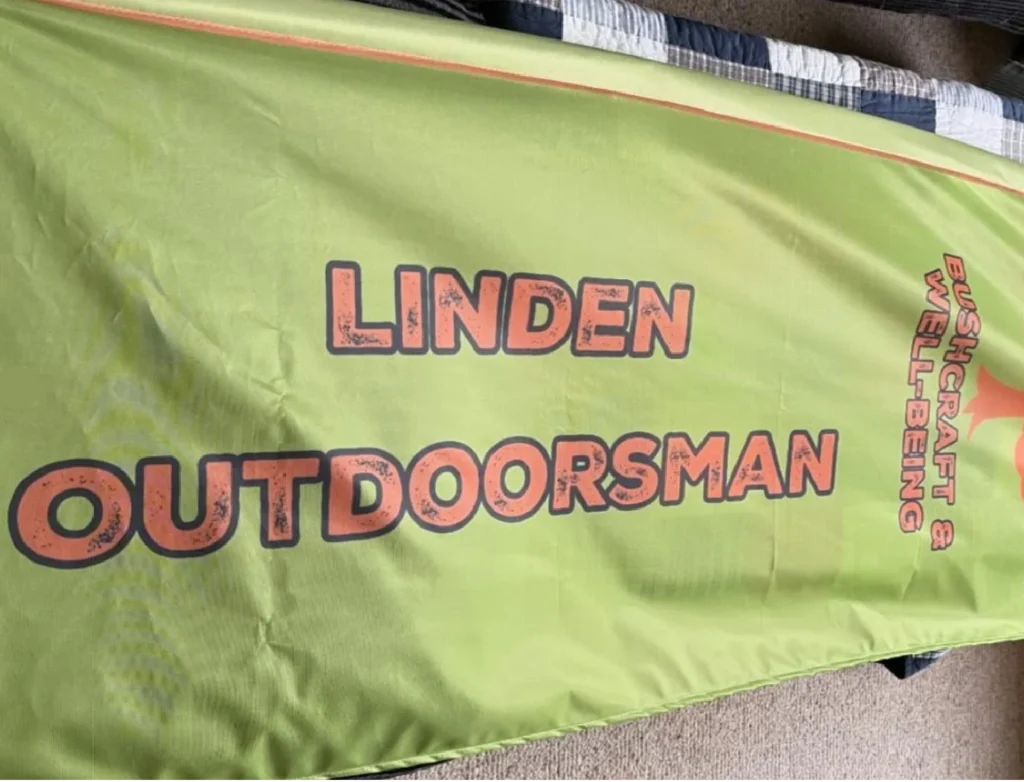 LINDEN
OUTDOORSMAN
BUSHCRAFT &
WELL-BEING